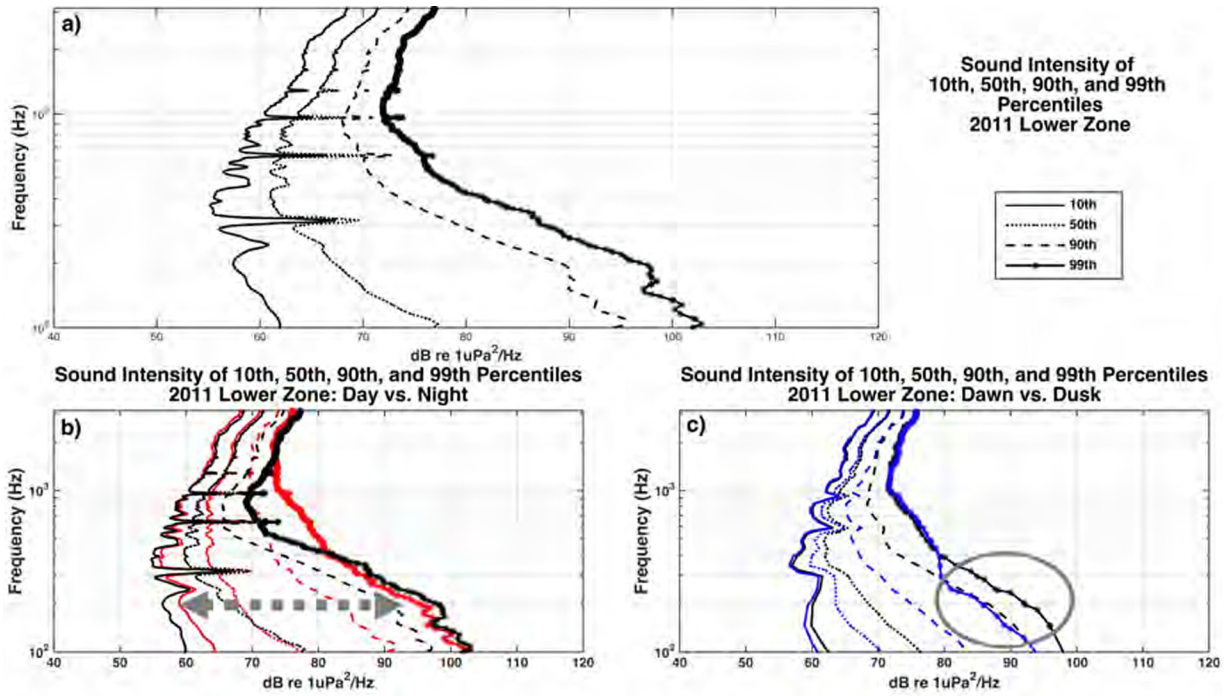 a)
Frequency (Hz)
10⁰
10⁰
40
50
60
70
80
90
100
110
120
dB re 1uPa²/Hz
Sound Intensity of
10th, 50th, 90th, and 99th
Percentiles
2011 Lower Zone
10th
50th
90th
99th
Sound Intensity of 10th, 50th, 90th, and 99th Percentiles
2011 Lower Zone: Day vs. Night
b)
Frequency (Hz)
10³
10²
40
50
60
70
80
90
100
110
120
dB re 1uPa²/Hz
Sound Intensity of 10th, 50th, 90th, and 99th Percentiles
2011 Lower Zone: Dawn vs. Dusk
c)
Frequency (Hz)
10³
10²
40
50
60
70
80
90
100
110
120
dB re 1uPa²/Hz